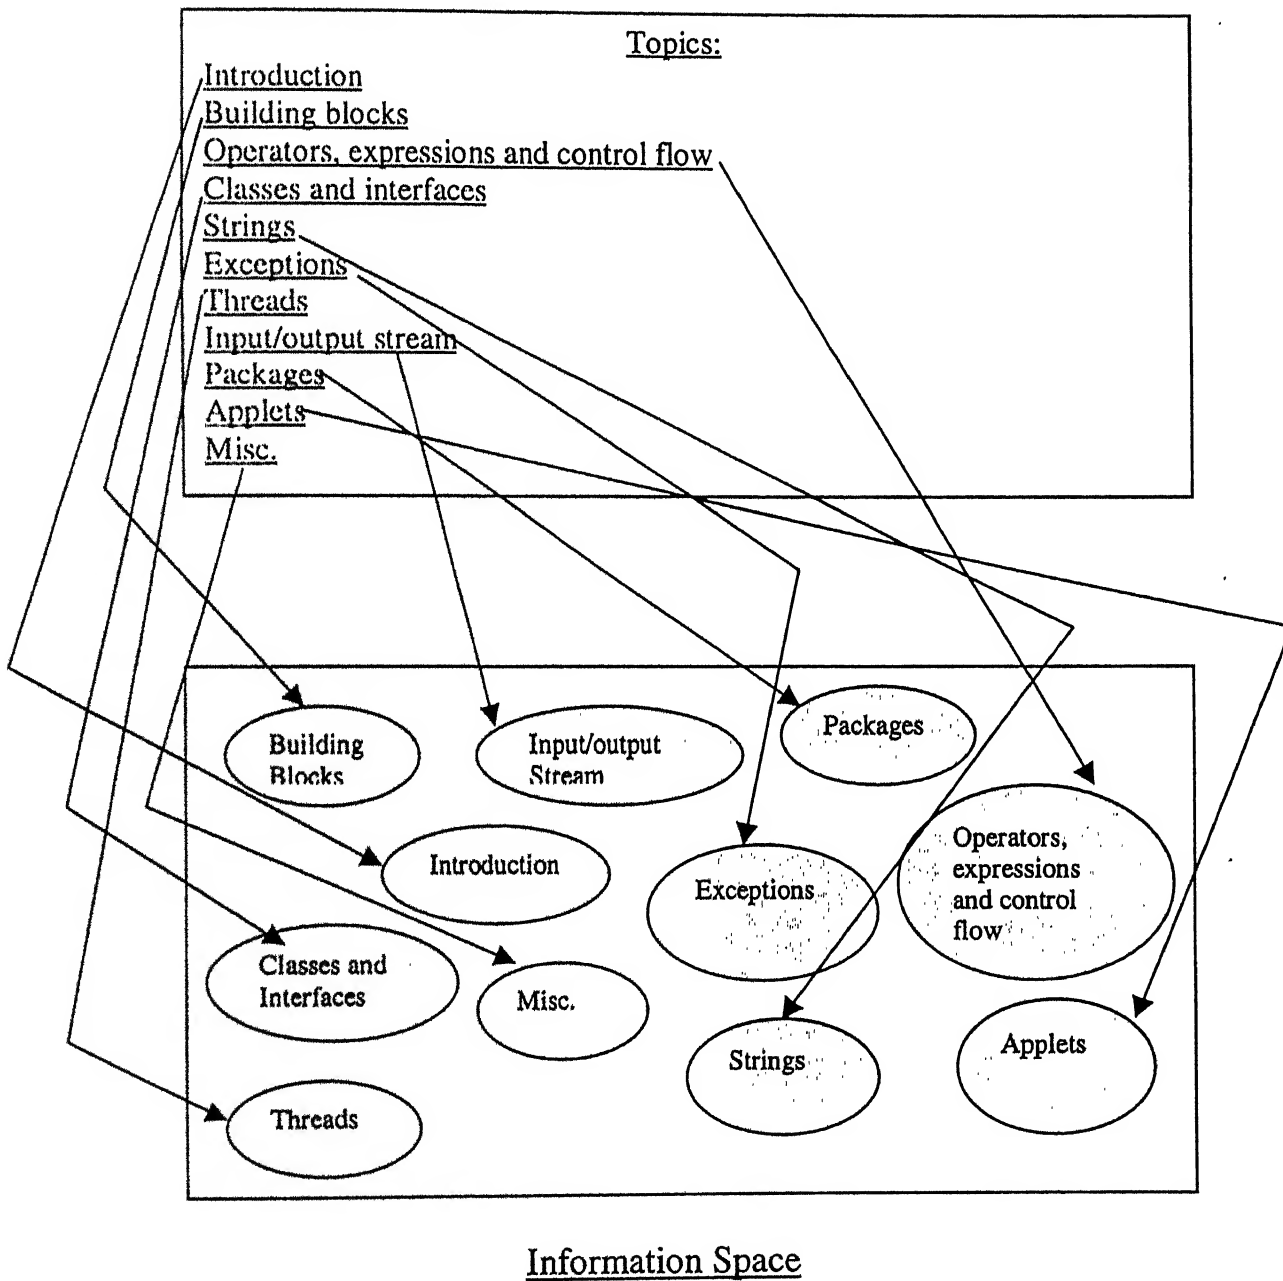 Topics:
Introduction
Building blocks
Operators, expressions and control flow
Classes and interfaces
Strings
Exceptions
Threads
Input/output stream
Packages
Applets
Misc.
Building
Blocks
Input/output
Stream
Packages
Introduction
Exceptions
Operators,
expressions
and control
flow
Classes and
Interfaces
Misc.
Strings
Applets
Threads
Information Space